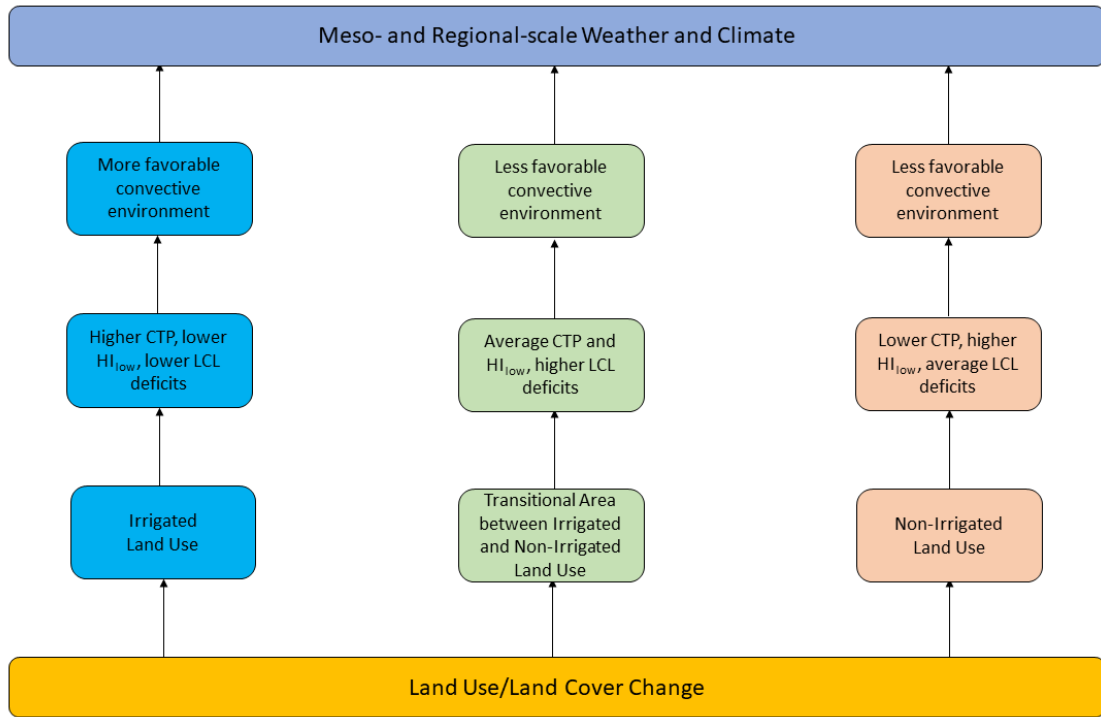 Meso- and Regional-scale Weather and Climate
More favorable
convective
environment
Less favorable
convective
environment
Less favorable
convective
environment
Higher CTP, lower
HIlow, lower LCL
deficits
Average CTP and
HIlow, higher LCL
deficits
Lower CTP, higher
HIlow, average LCL
deficits
Irrigated
Land Use
Transitional Area
between Irrigated
and Non-Irrigated
Land Use
Non-Irrigated
Land Use
Land Use/Land Cover Change